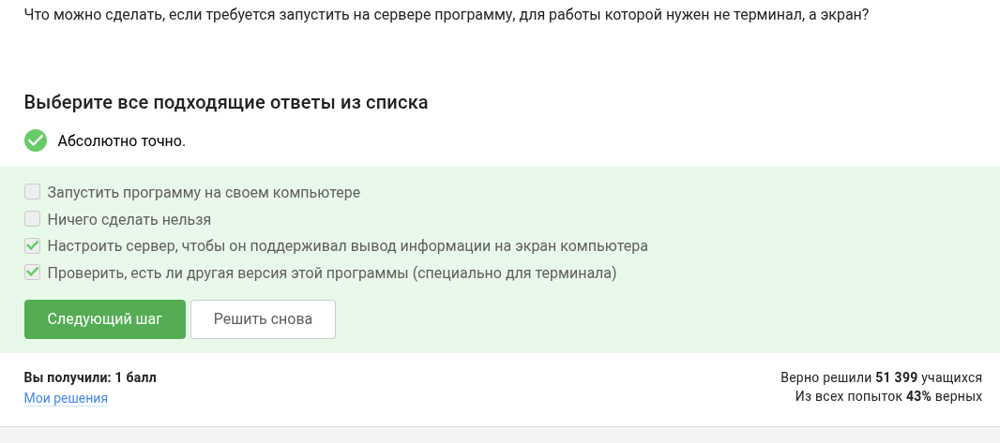 Что можно сделать, если требуется запустить на сервере программу, для работы которой нужен не терминал, а экран?
Выберите все подходящие ответы из списка
Абсолютно точно.
Запустить программу на своем компьютере
Ничего сделать нельзя
Настроить сервер, чтобы он поддерживал вывод информации на экран компьютера
Проверить, есть ли другая версия этой программы (специально для терминала)
Следующий шаг
Решить снова
Вы получили: 1 балл
Мои решения
Верно решили 51 399 учащихся
Из всех попыток 43% верных